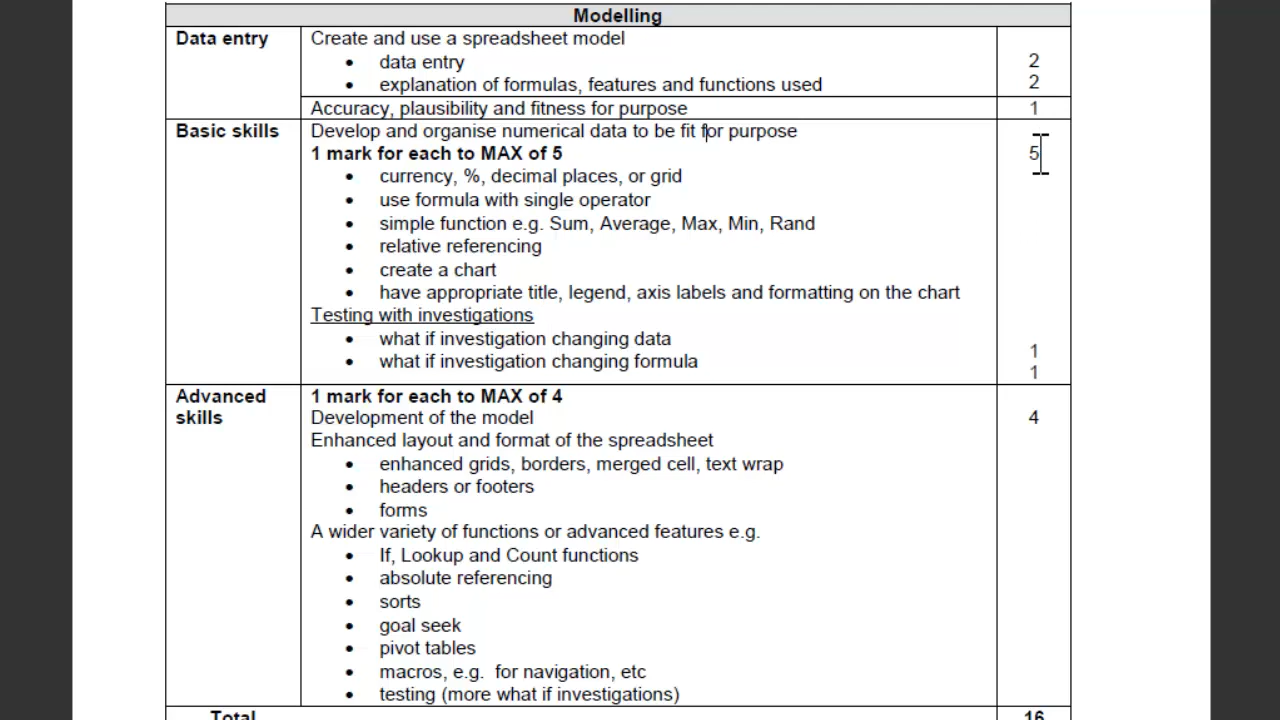 Modelling
Data entry
Create and use a spreadsheet model
• data entry 2
• explanation of formulas, features and functions used 2
Accuracy, plausibility and fitness for purpose 1
Basic skills
Develop and organise numerical data to be fit for purpose
1 mark for each to MAX of 5 5
• currency, %, decimal places, or grid
• use formula with single operator
• simple function e.g. Sum, Average, Max, Min, Rand
• relative referencing
• create a chart
• have appropriate title, legend, axis labels and formatting on the chart
Testing with investigations
• what if investigation changing data 1
• what if investigation changing formula 1
Advanced skills
1 mark for each to MAX of 4
Development of the model 4
Enhanced layout and format of the spreadsheet
• enhanced grids, borders, merged cell, text wrap
• headers or footers
• forms
A wider variety of functions or advanced features e.g.
• If, Lookup and Count functions
• absolute referencing
• sorts
• goal seek
• pivot tables
• macros, e.g. for navigation, etc
• testing (more what if investigations)
Total 16